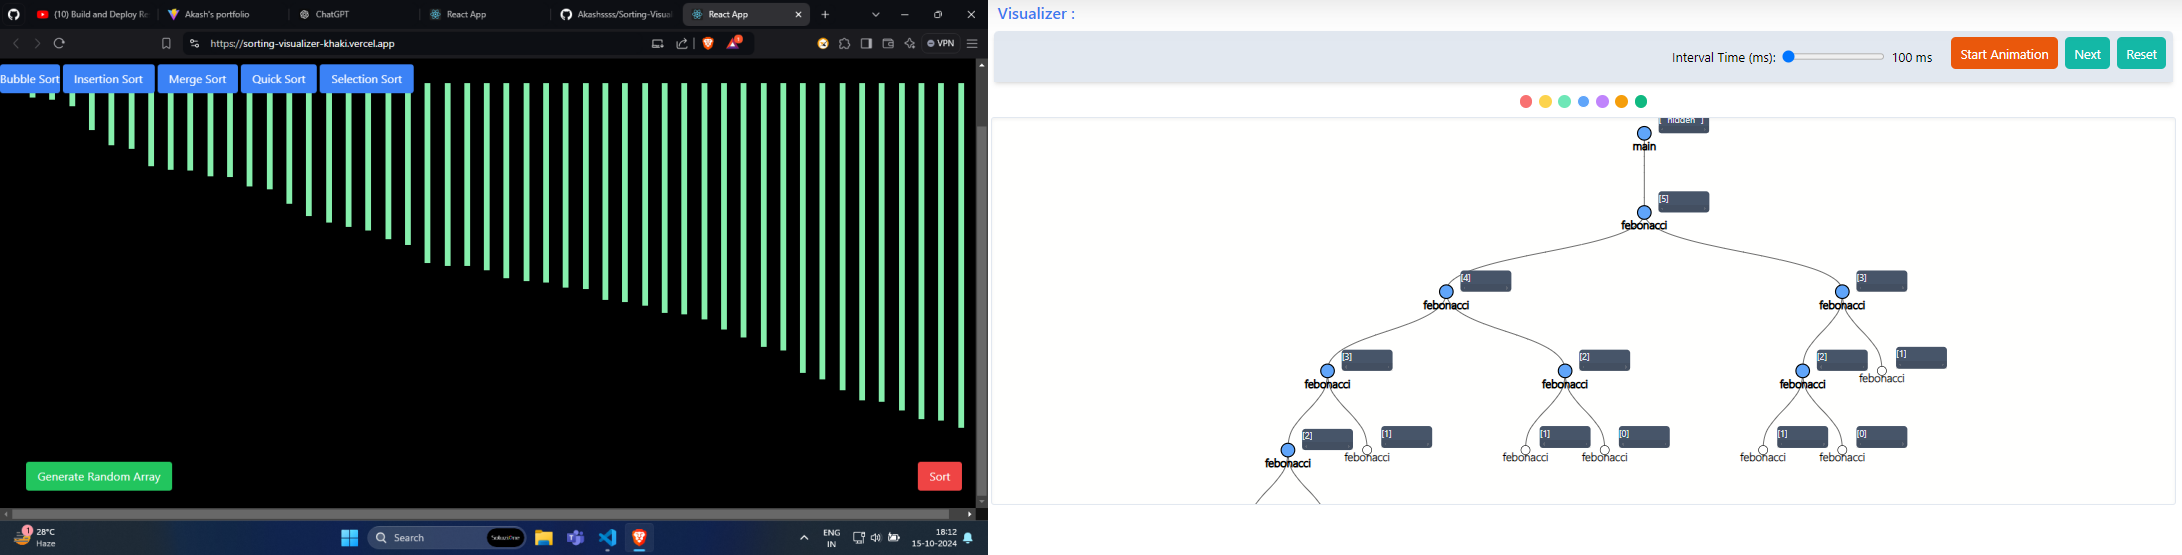 (10) Build and Deploy Re
Akash's portfolio
ChatGPT
React App
Akashssss/Sorting-Visua
React App
https://sorting-visualizer-khaki.vercel.app
1
VPN
Bubble Sort
Insertion Sort
Merge Sort
Quick Sort
Selection Sort
Generate Random Array
Sort
1
28°C
Haze
Search
ENG
IN
18:12
15-10-2024
Visualizer :
Interval Time (ms):
100 ms
Start Animation
Next
Reset
[ "hidden" ]
main
[5]
febonacci
[4]
febonacci
[3]
febonacci
[3]
febonacci
[2]
febonacci
[2]
febonacci
[1]
febonacci
[2]
febonacci
[1]
febonacci
[1]
febonacci
[0]
febonacci
[1]
febonacci
[0]
febonacci